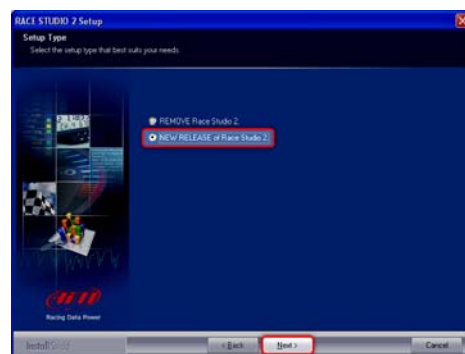 RACE STUDIO 2 Setup
Setup Type
Select the setup type that best suits your needs.
REMOVE Race Studio 2.
NEW RELEASE of Race Studio 2.
AIM
Racing Data Power
InstallShield
< Back
Next >
Cancel